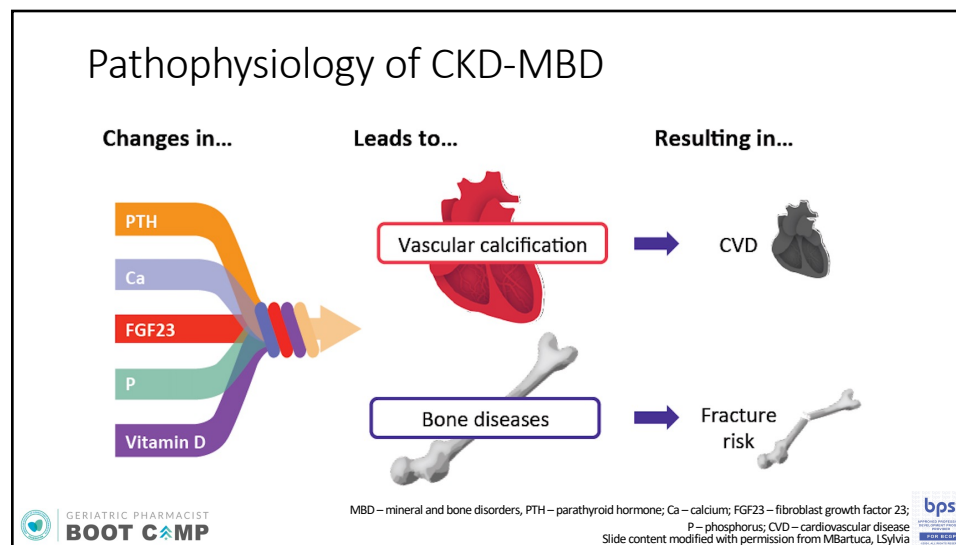 Pathophysiology of CKD-MBD
Changes in...
Leads to...
Resulting in...
PTH
Ca
FGF23
P
Vitamin D
Vascular calcification
CVD
Bone diseases
Fracture
risk
GERIATRIC PHARMACIST
BOOT CAMP
MBD – mineral and bone disorders, PTH – parathyroid hormone; Ca – calcium; FGF23 – fibroblast growth factor 23;
P – phosphorus; CVD – cardiovascular disease
Slide content modified with permission from MBartuca, LSylvia
bps
FOR BCGP